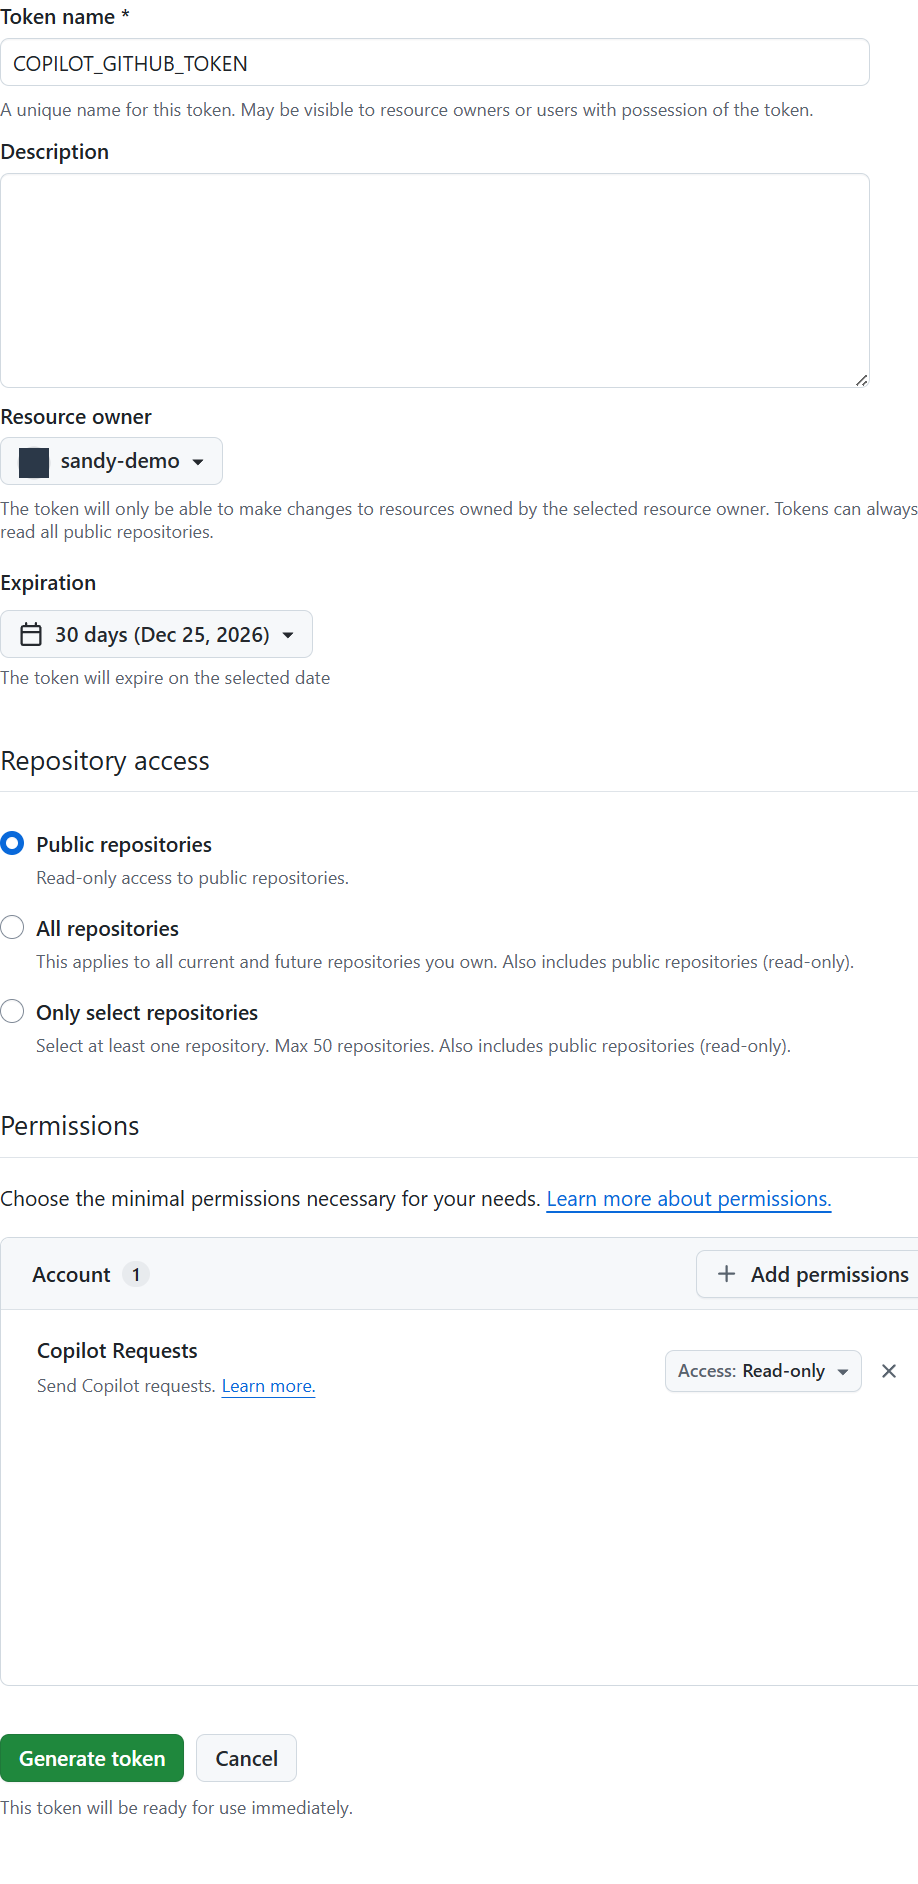 Token name *
COPILOT_GITHUB_TOKEN
A unique name for this token. May be visible to resource owners or users with possession of the token.
Description
Resource owner
sandy-demo
The token will only be able to make changes to resources owned by the selected resource owner. Tokens can always
read all public repositories.
Expiration
30 days (Dec 25, 2026)
The token will expire on the selected date
Repository access
Public repositories
Read-only access to public repositories.
All repositories
This applies to all current and future repositories you own. Also includes public repositories (read-only).
Only select repositories
Select at least one repository. Max 50 repositories. Also includes public repositories (read-only).
Permissions
Choose the minimal permissions necessary for your needs. Learn more about permissions.
Account 1 + Add permissions
Copilot Requests
Send Copilot requests. Learn more.
Access: Read-only
Generate token Cancel
This token will be ready for use immediately.